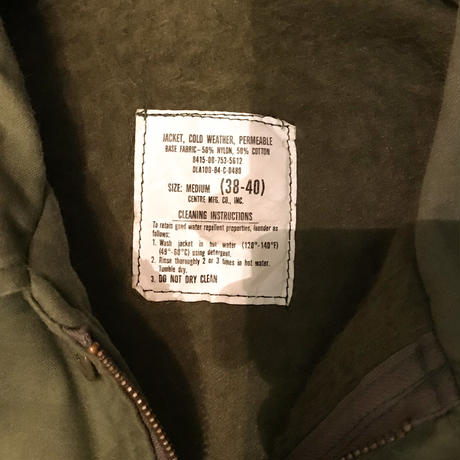 JACKET, COLD WEATHER, PERMEABLE
BASE FABRIC-50% NYLON, 50% COTTON
8415-00-753-5612
DLA100-84-C-0480
SIZE: MEDIUM (38-40)
CENTRE MFG. CO., INC.
CLEANING INSTRUCTIONS
To retain good water repellent properties, launder as
follows:
1. Wash jacket in hot water (120°-140°F)
(49°-60°C) using detergent.
2. Rinse thoroughly 2 or 3 times in hot water.
Tumble dry.
3. DO NOT DRY CLEAN